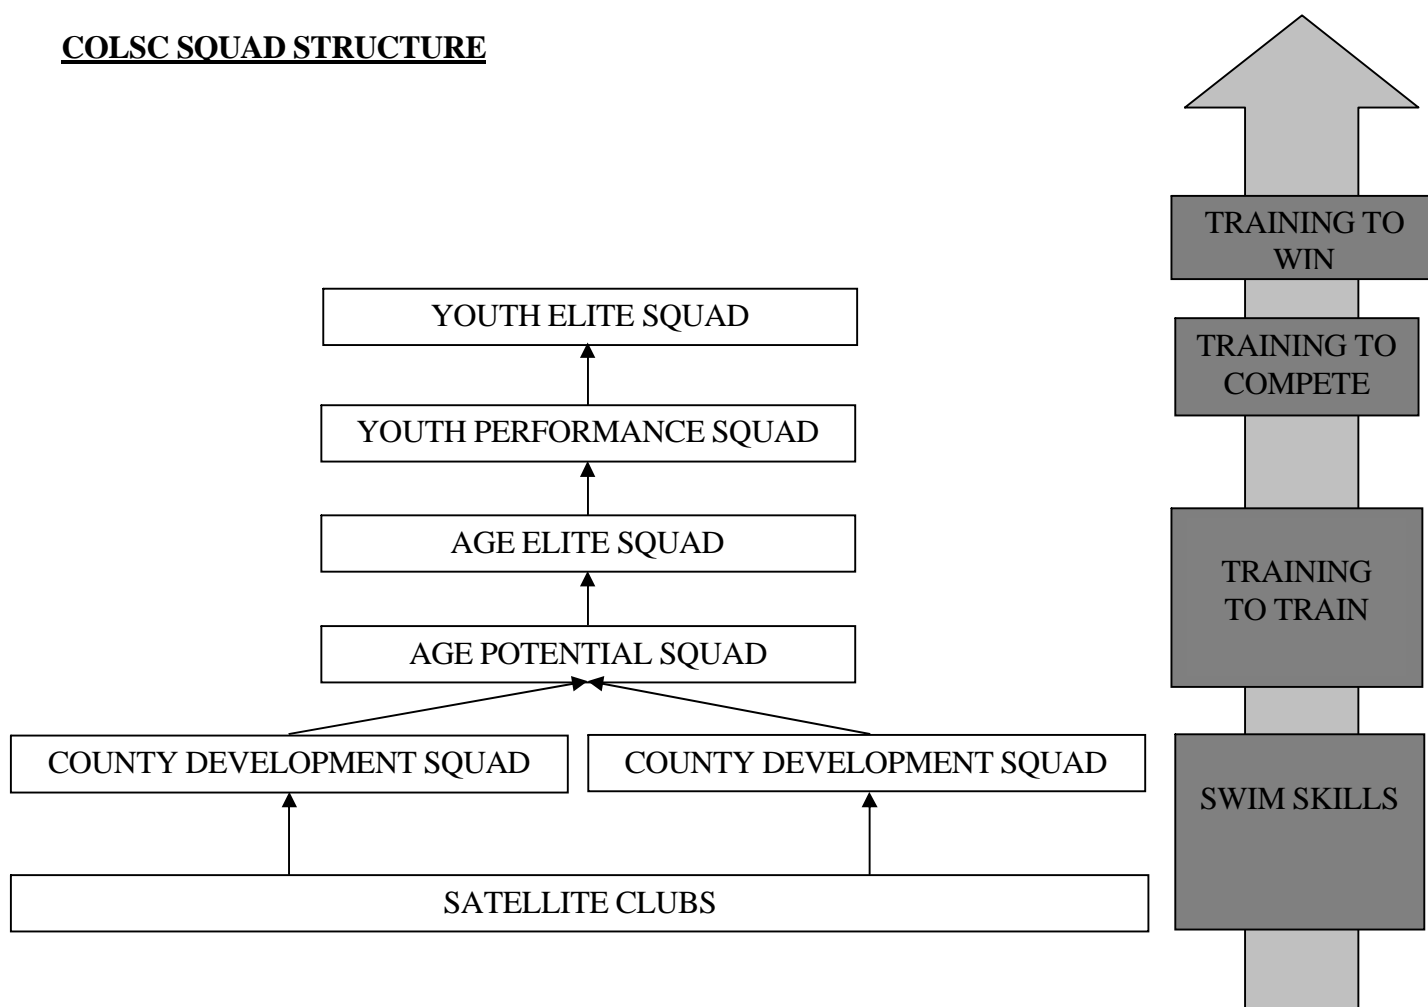 COLSC SQUAD STRUCTURE
TRAINING TO
WIN
YOUTH ELITE SQUAD
TRAINING TO
COMPETE
YOUTH PERFORMANCE SQUAD
AGE ELITE SQUAD
TRAINING
TO TRAIN
AGE POTENTIAL SQUAD
COUNTY DEVELOPMENT SQUAD
COUNTY DEVELOPMENT SQUAD
SWIM SKILLS
SATELLITE CLUBS